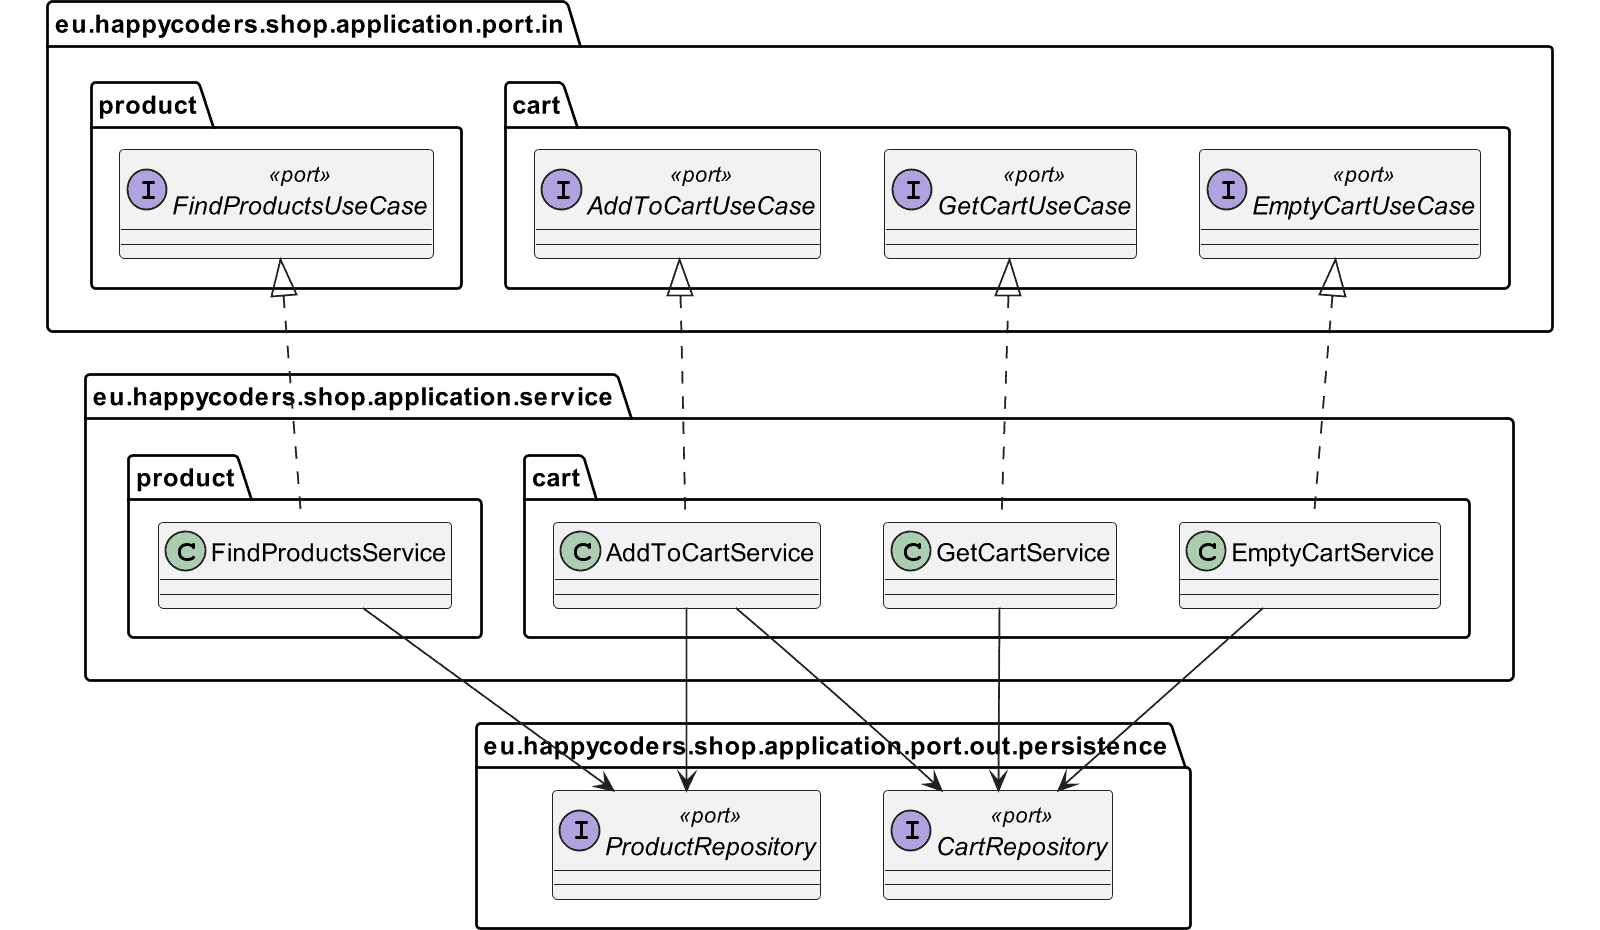 eu.happycoders.shop.application.port.in
product
cart
I
«port»
FindProductsUseCase
I
«port»
AddToCartUseCase
I
«port»
GetCartUseCase
I
«port»
EmptyCartUseCase
eu.happycoders.shop.application.service
product
cart
C FindProductsService
C AddToCartService
C GetCartService
C EmptyCartService
eu.happycoders.shop.application.port.out.persistence
I
«port»
ProductRepository
I
«port»
CartRepository